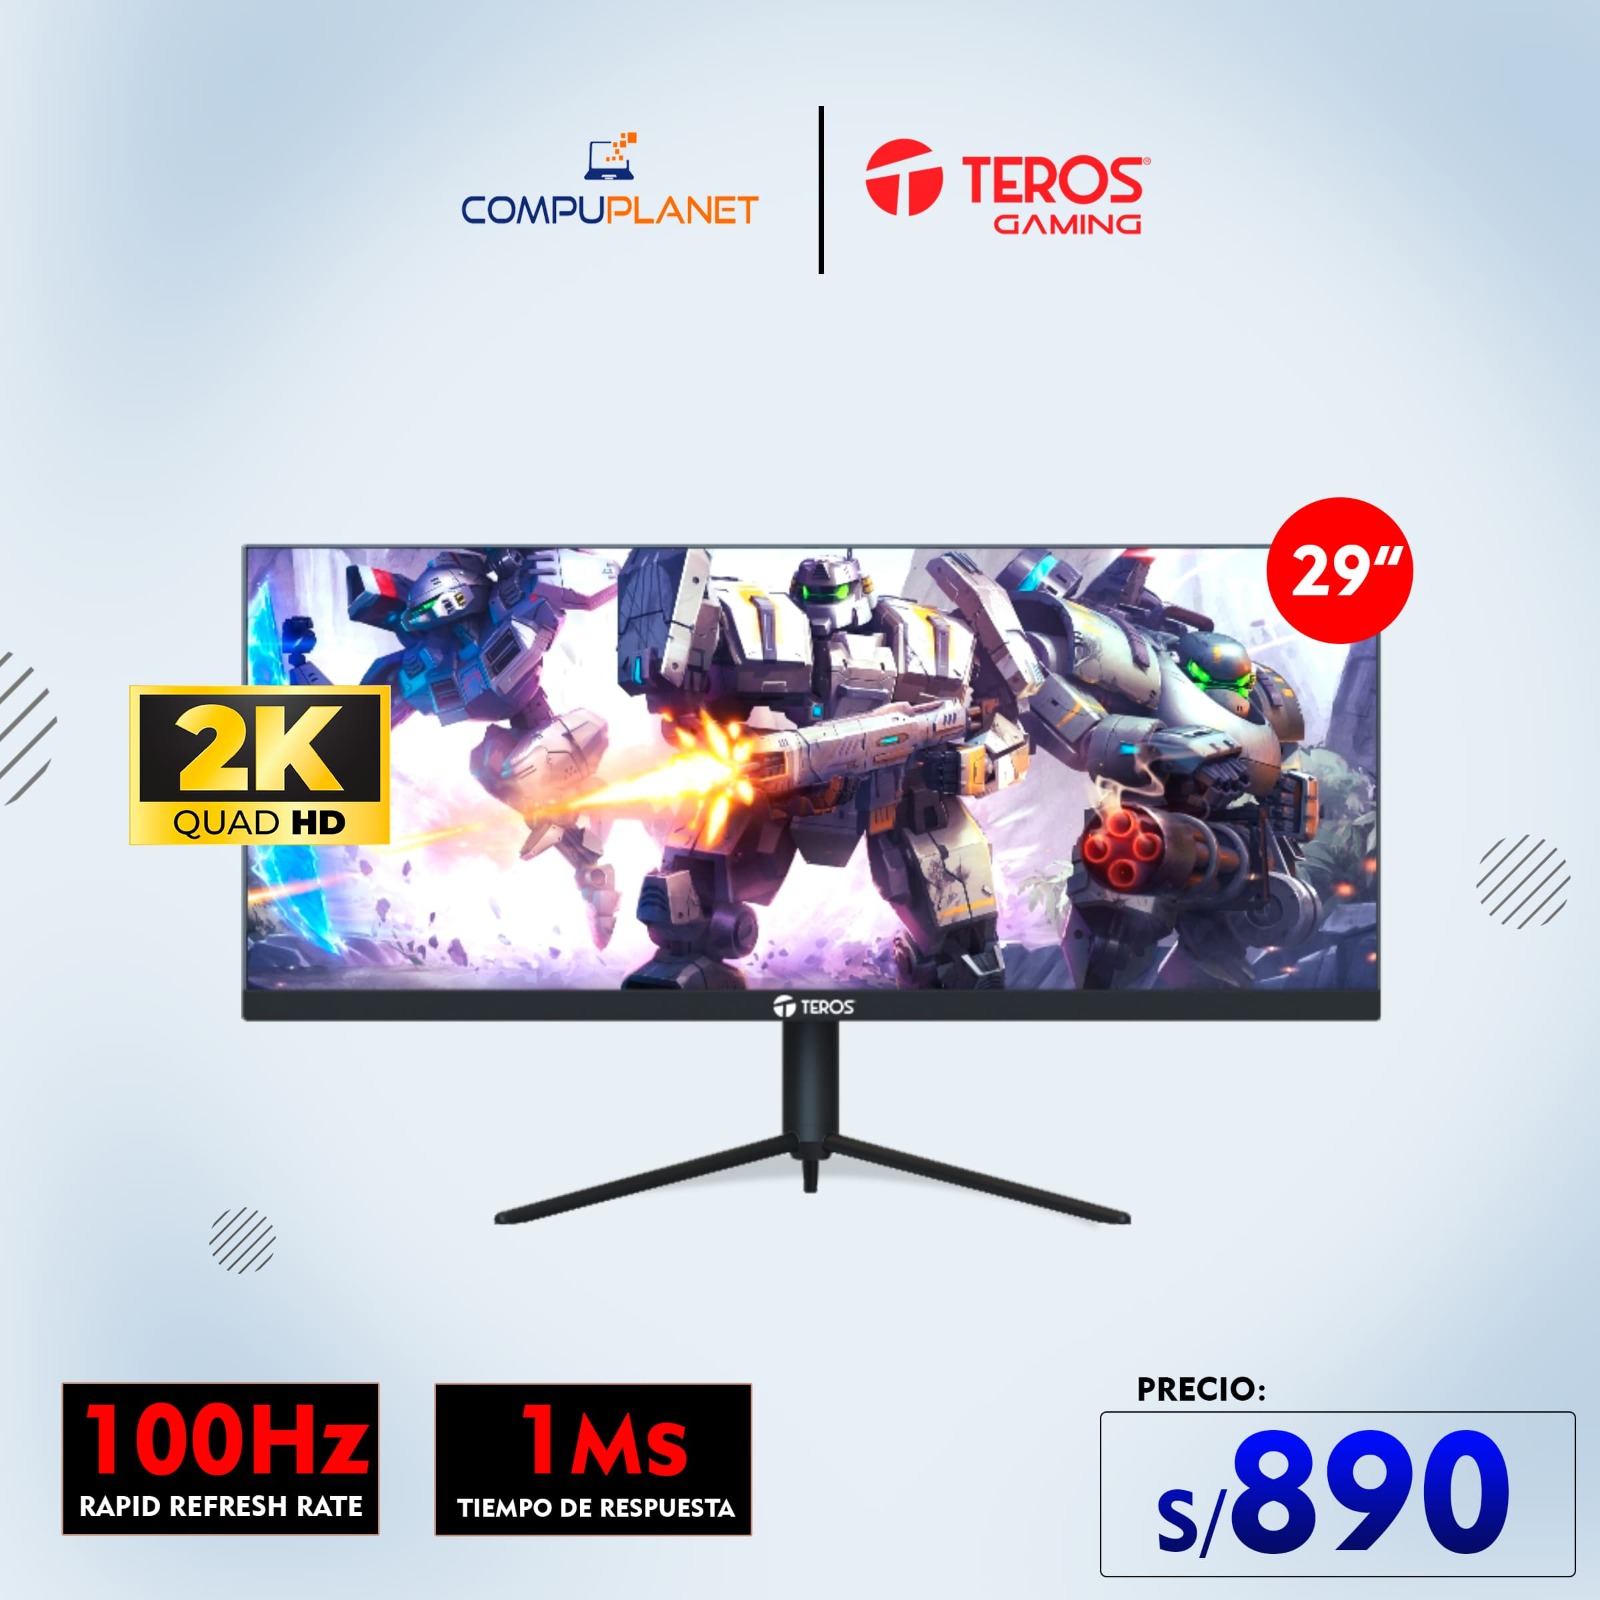 COMPUPLANET
TEROS®
GAMING
29"
2K
QUAD HD
TEROS
100Hz
RAPID REFRESH RATE
1Ms
TIEMPO DE RESPUESTA
PRECIO:
S/890